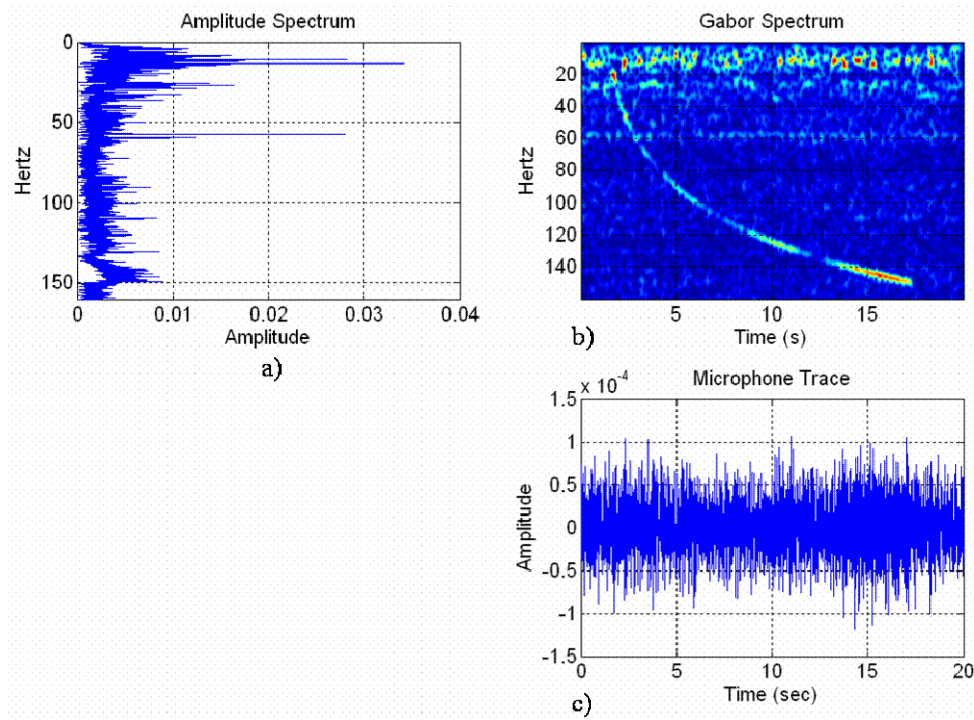 Amplitude Spectrum
0
50
100
150
Hertz
0 0.01 0.02 0.03 0.04
Amplitude
a)
Gabor Spectrum
20
40
60
80
100
120
140
Hertz
5 10 15
b)
Time (s)
Microphone Trace
x 10-4
1.5
1
0.5
0
-0.5
-1
-1.5
Amplitude
0 5 10 15 20
Time (sec)
c)